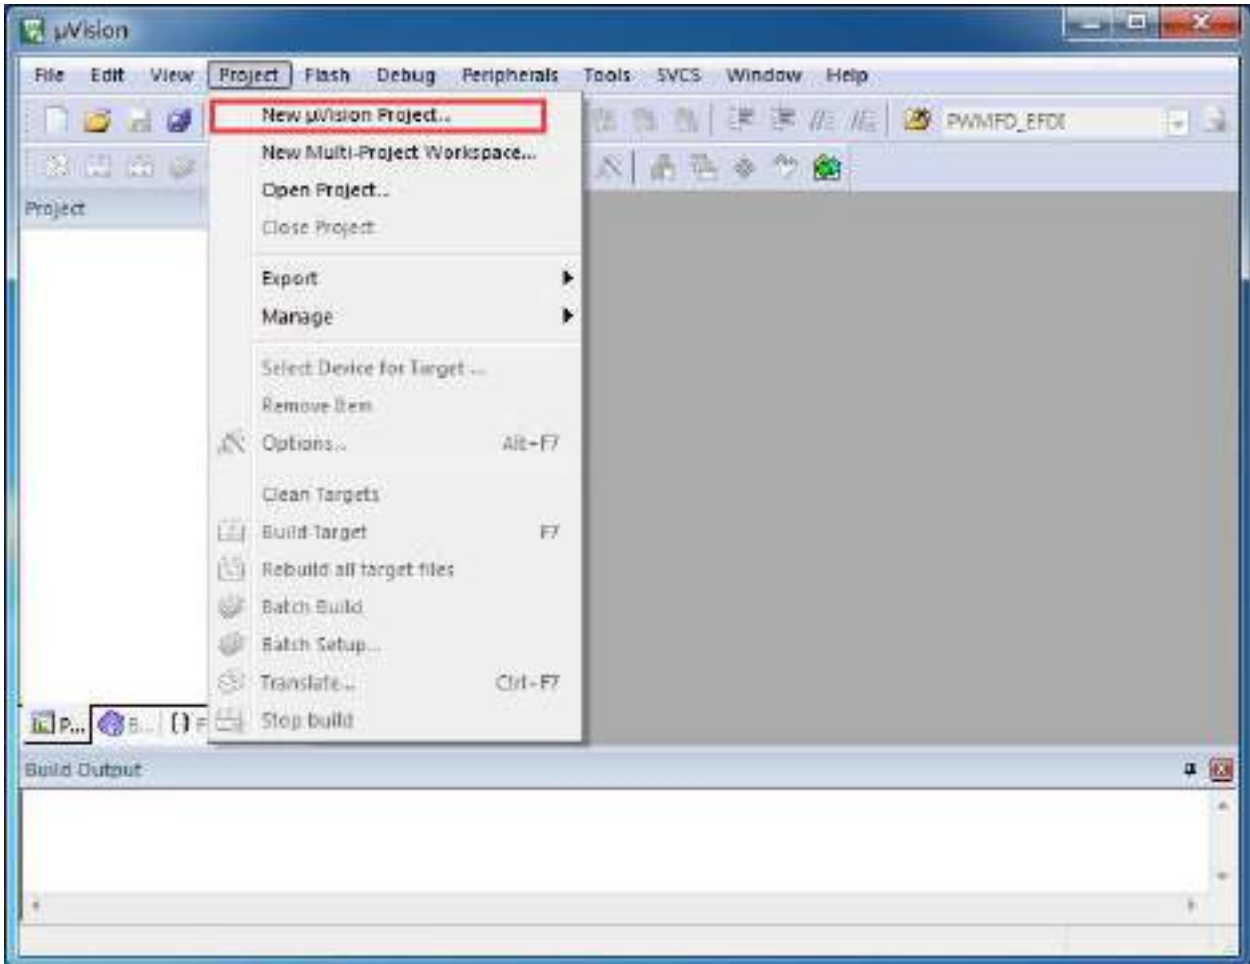 µVision
File Edit View Project Flash Debug Peripherals Tools SVCS Window Help
New µVision Project...
New Multi-Project Workspace...
Open Project...
Close Project
Export
Manage
Select Device for Target ...
Remove Item
Options... Alt+F7
Clean Targets
Build Target F7
Rebuild all target files
Batch Build
Batch Setup...
Translate... Ctrl+F7
Stop build
Project
P... B... {} F
Build Output